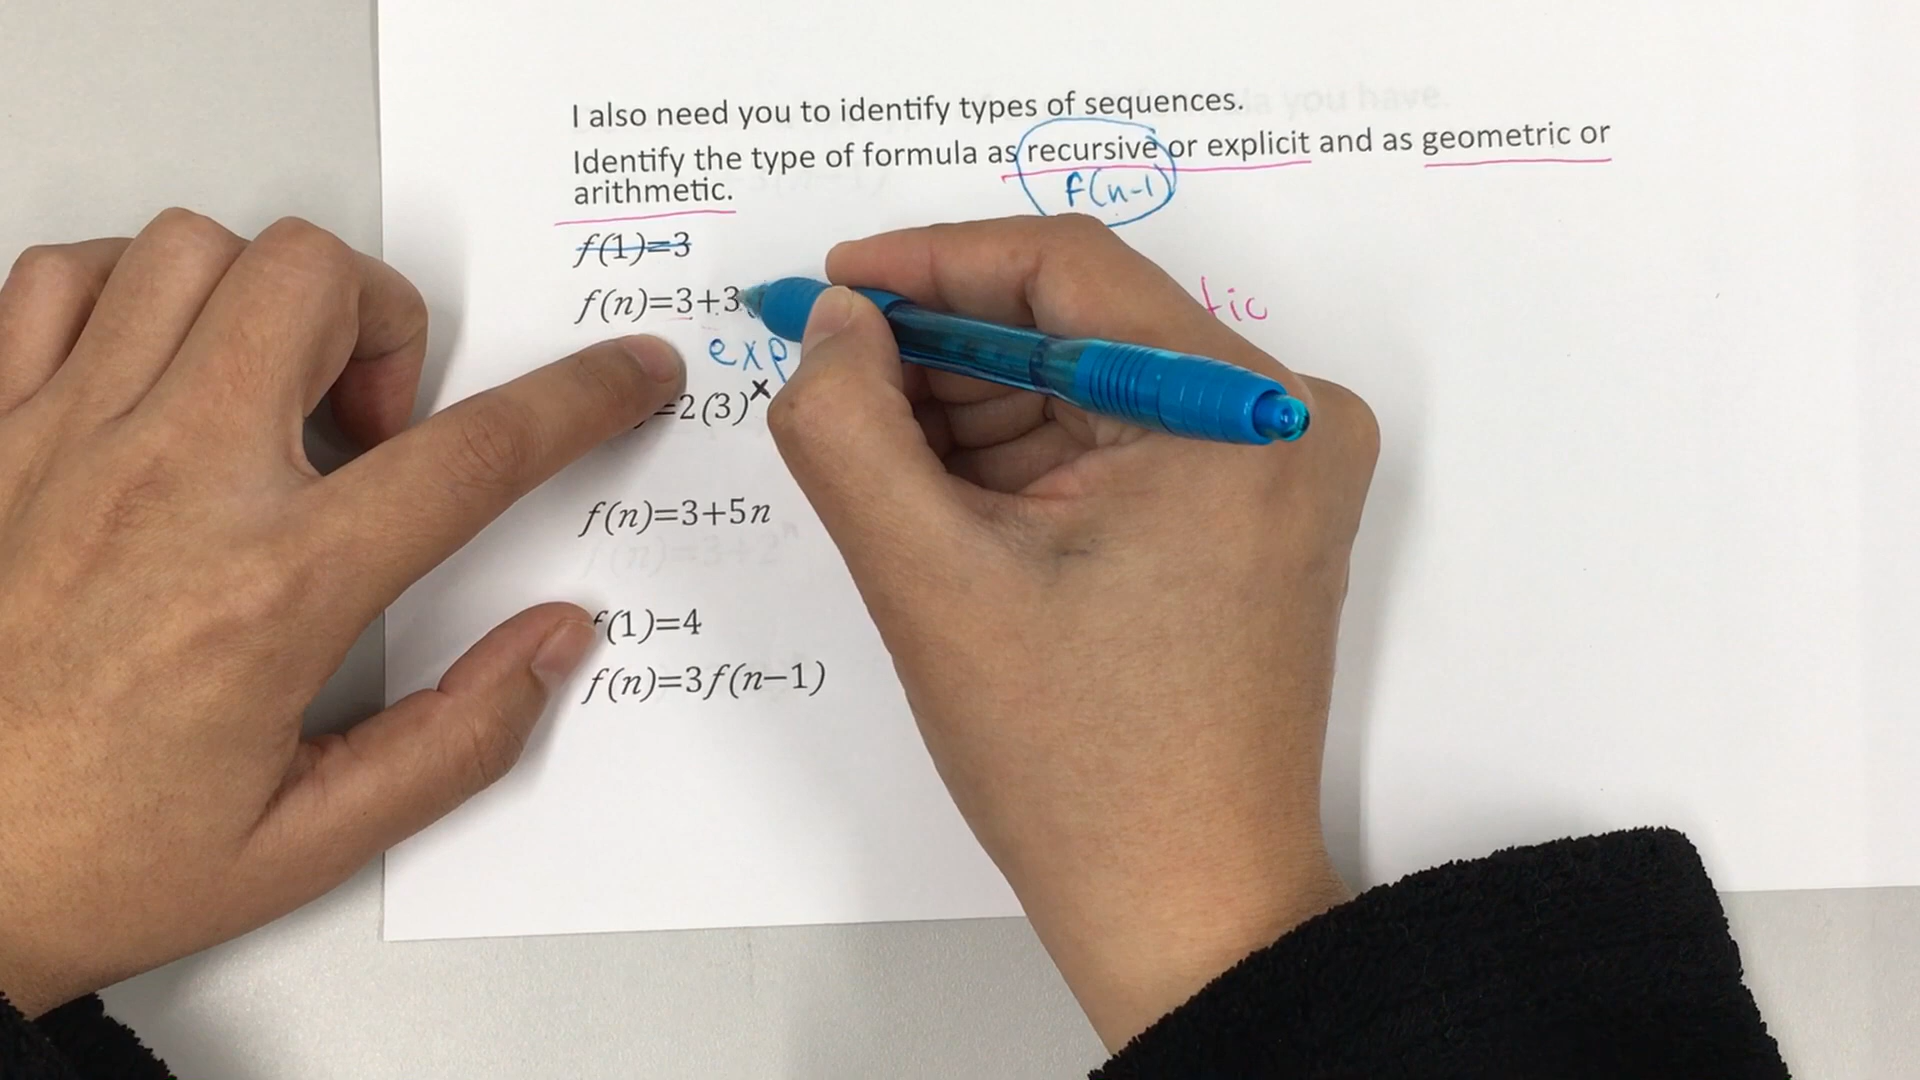 I also need you to identify types of sequences.
Identify the type of formula as recursive or explicit and as geometric or
arithmetic.
f(n-1)
f(1)=3
f(n)=3+3
exp
tic
=2(3)^x
f(n)=3+5n
f(1)=4
f(n)=3f(n−1)